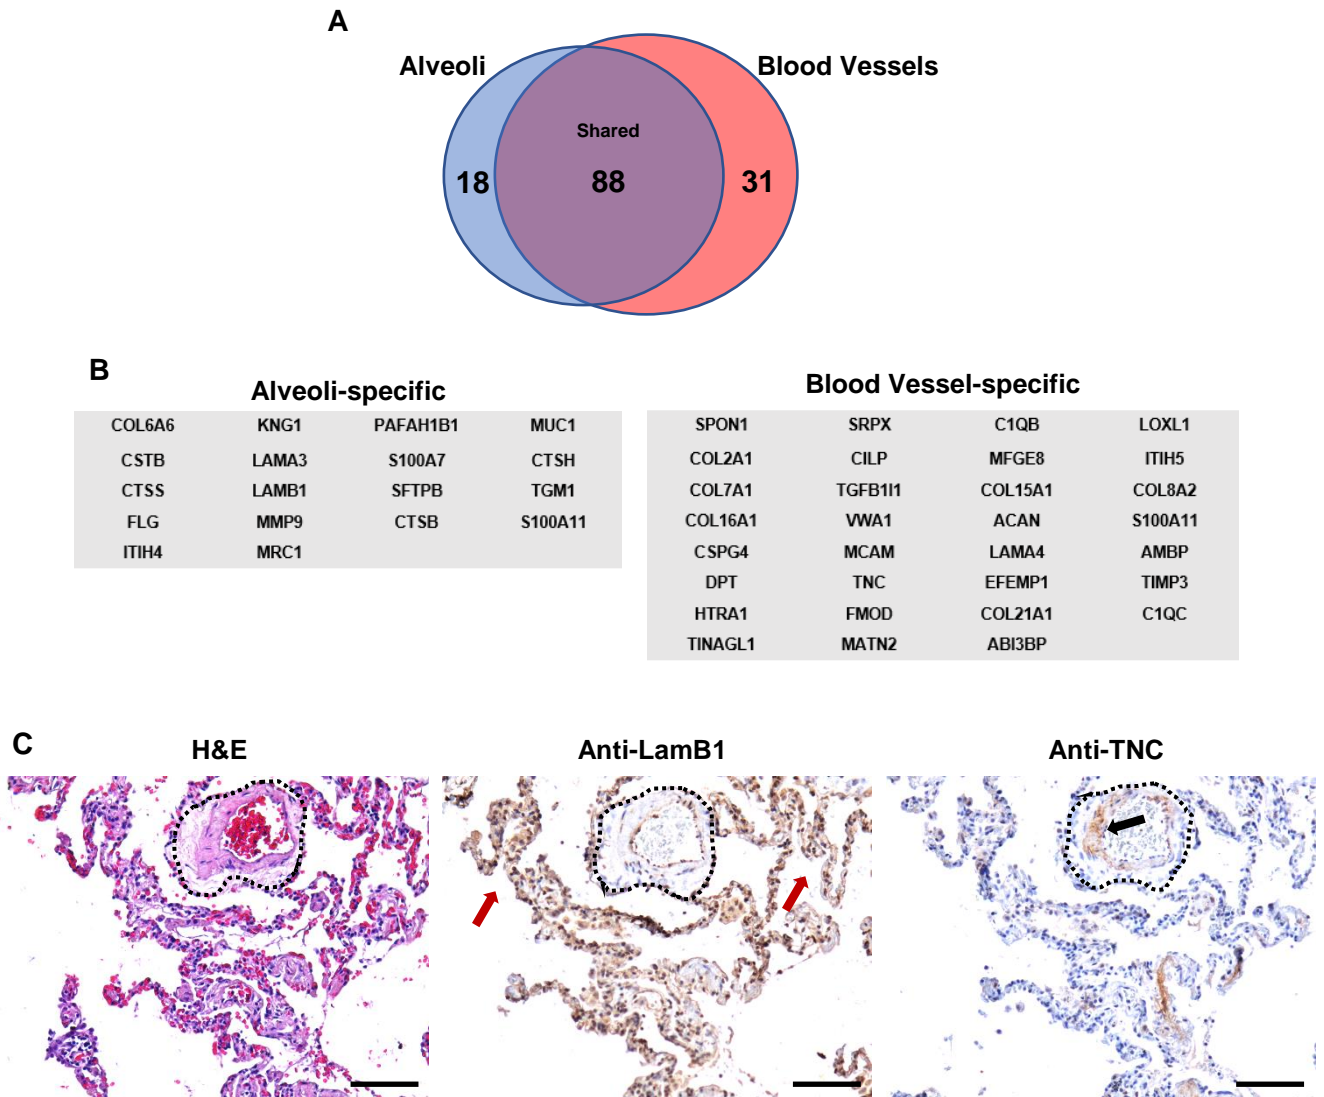 A
Alveoli
Blood Vessels
Shared
18
88
31
B
Alveoli-specific
COL6A6 KNG1 PAFAH1B1 MUC1
CSTB LAMA3 S100A7 CTSH
CTSS LAMB1 SFTPB TGM1
FLG MMP9 CTSB S100A11
ITIH4 MRC1
Blood Vessel-specific
SPON1 SRPX C1QB LOXL1
COL2A1 CILP MFGE8 ITIH5
COL7A1 TGFB1I1 COL15A1 COL8A2
COL16A1 VWA1 ACAN S100A11
CSPG4 MCAM LAMA4 AMBP
DPT TNC EFEMP1 TIMP3
HTRA1 FMOD COL21A1 C1QC
TINAGL1 MATN2 ABI3BP
C
H&E
Anti-LamB1
Anti-TNC